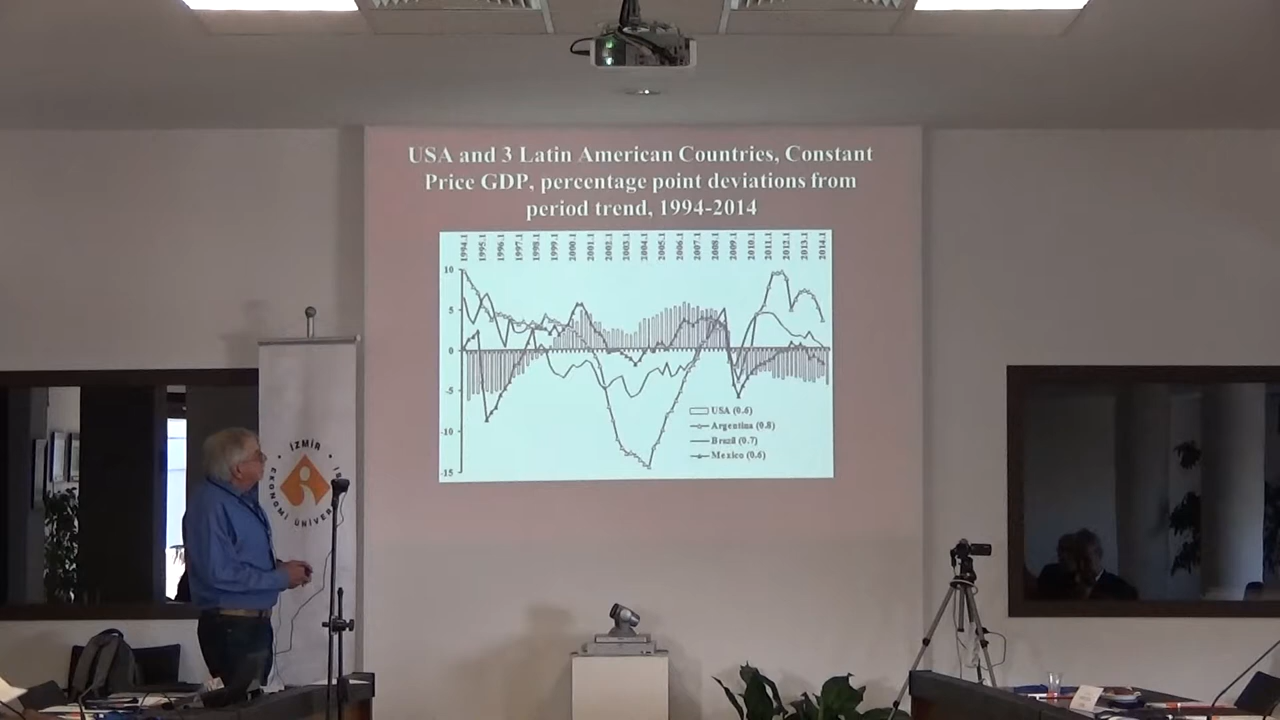 USA and 3 Latin American Countries, Constant
Price GDP, percentage point deviations from
period trend, 1994-2014
1994.1 1995.1 1996.1 1997.1 1998.1 1999.1 2000.1 2001.1 2002.1 2003.1 2004.1 2005.1 2006.1 2007.1 2008.1 2009.1 2010.1 2011.1 2012.1 2013.1 2014.1
10
5
0
-5
-10
-15
USA (0.6)
Argentina (0.8)
Brazil (0.7)
Mexico (0.6)
İZMİR
EKONOMİ ÜNİVER